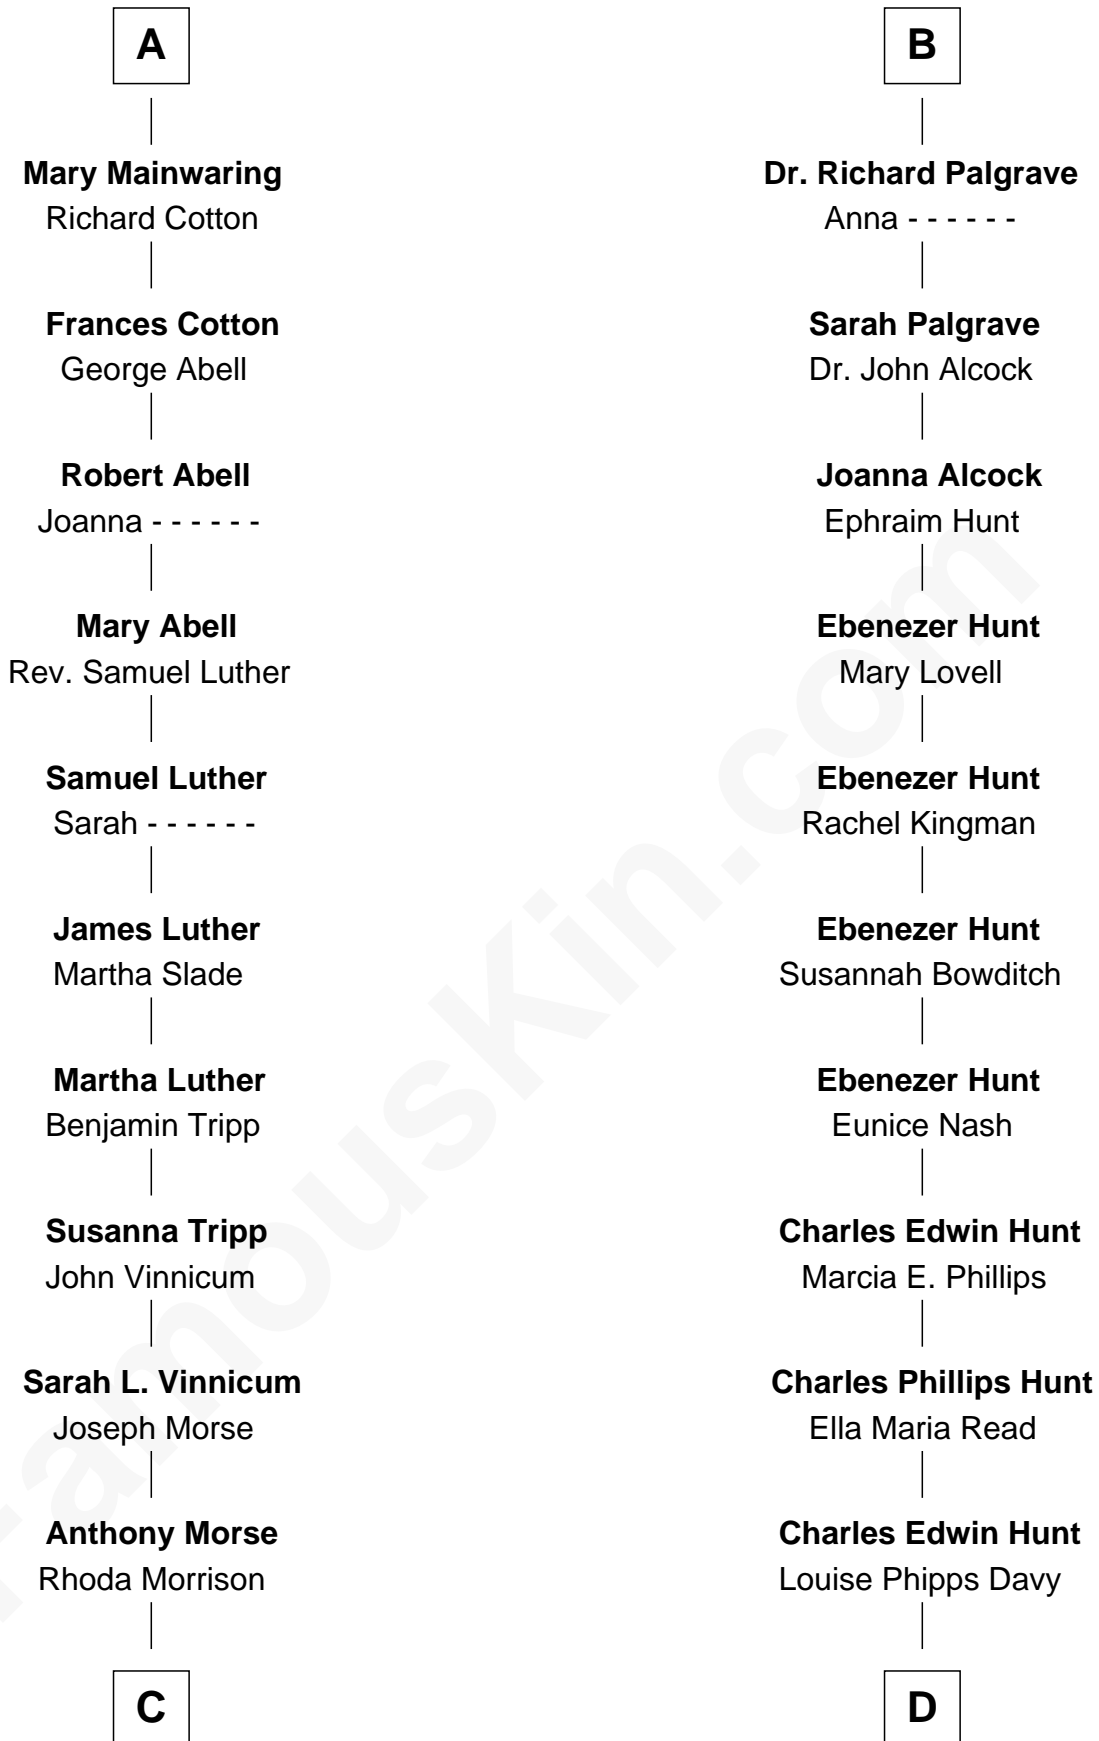 A
Mary Mainwaring
Richard Cotton
Frances Cotton
George Abell
Robert Abell
Joanna - - - - - -
Mary Abell
Rev. Samuel Luther
Samuel Luther
Sarah - - - - - -
James Luther
Martha Slade
Martha Luther
Benjamin Tripp
Susanna Tripp
John Vinnicum
Sarah L. Vinnicum
Joseph Morse
Anthony Morse
Rhoda Morrison
C
B
Dr. Richard Palgrave
Anna - - - - - -
Sarah Palgrave
Dr. John Alcock
Joanna Alcock
Ephraim Hunt
Ebenezer Hunt
Mary Lovell
Ebenezer Hunt
Rachel Kingman
Ebenezer Hunt
Susannah Bowditch
Ebenezer Hunt
Eunice Nash
Charles Edwin Hunt
Marcia E. Phillips
Charles Phillips Hunt
Ella Maria Read
Charles Edwin Hunt
Louise Phipps Davy
D
FamousKin.com